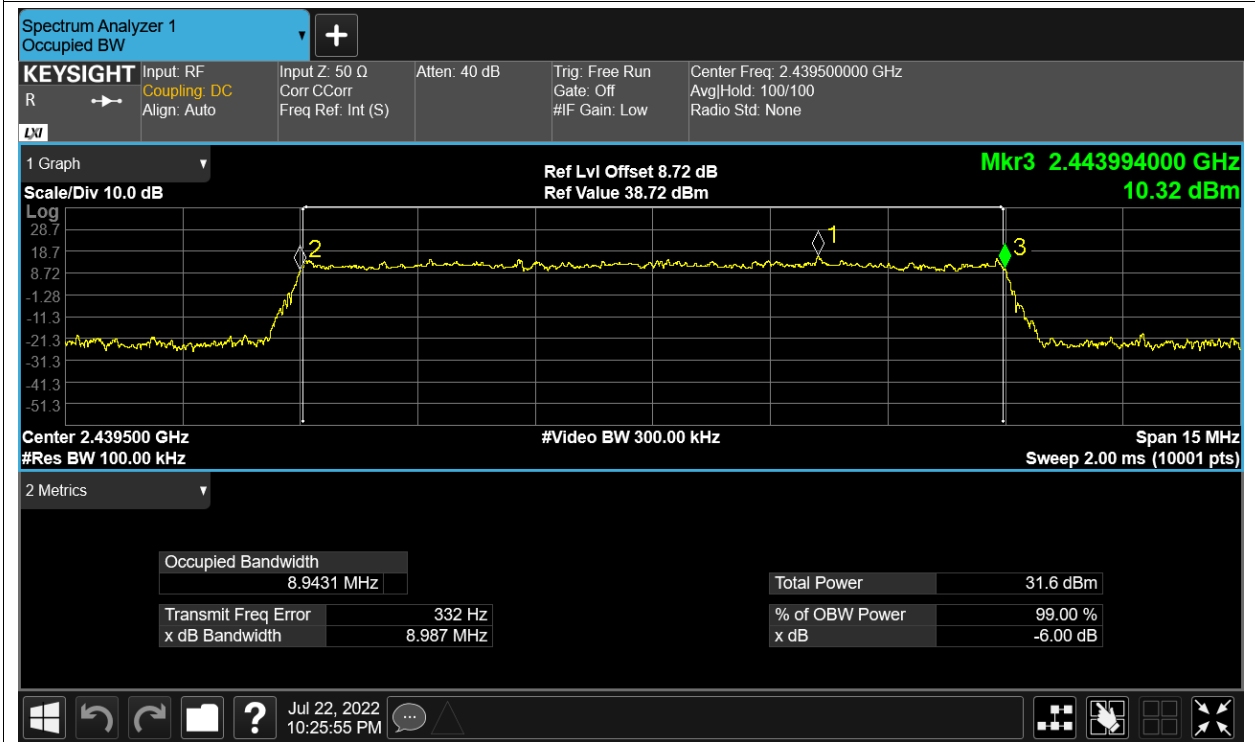 Spectrum Analyzer 1
Occupied BW
KEYSIGHT
R
LXI
Input: RF
Coupling: DC
Align: Auto
Input Z: 50 Ω
Corr CCorr
Freq Ref: Int (S)
Atten: 40 dB
Trig: Free Run
Gate: Off
#IF Gain: Low
Center Freq: 2.439500000 GHz
Avg|Hold: 100/100
Radio Std: None
1 Graph
Scale/Div 10.0 dB
Ref Lvl Offset 8.72 dB
Ref Value 38.72 dBm
Mkr3 2.443994000 GHz
10.32 dBm
Log
28.7
18.7
8.72
-1.28
-11.3
-21.3
-31.3
-41.3
-51.3
2
1
3
Center 2.439500 GHz
#Res BW 100.00 kHz
#Video BW 300.00 kHz
Span 15 MHz
Sweep 2.00 ms (10001 pts)
2 Metrics
Occupied Bandwidth
8.9431 MHz
Transmit Freq Error 332 Hz
x dB Bandwidth 8.987 MHz
Total Power 31.6 dBm
% of OBW Power 99.00 %
x dB -6.00 dB
?
Jul 22, 2022
10:25:55 PM